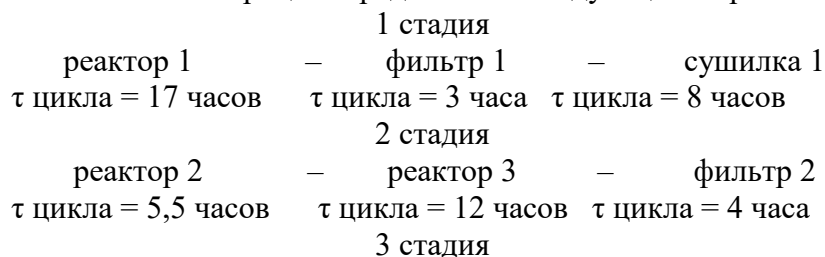 1 стадия
реактор 1 – фильтр 1 – сушилка 1
τ цикла = 17 часов τ цикла = 3 часа τ цикла = 8 часов
2 стадия
реактор 2 – реактор 3 – фильтр 2
τ цикла = 5,5 часов τ цикла = 12 часов τ цикла = 4 часа
3 стадия